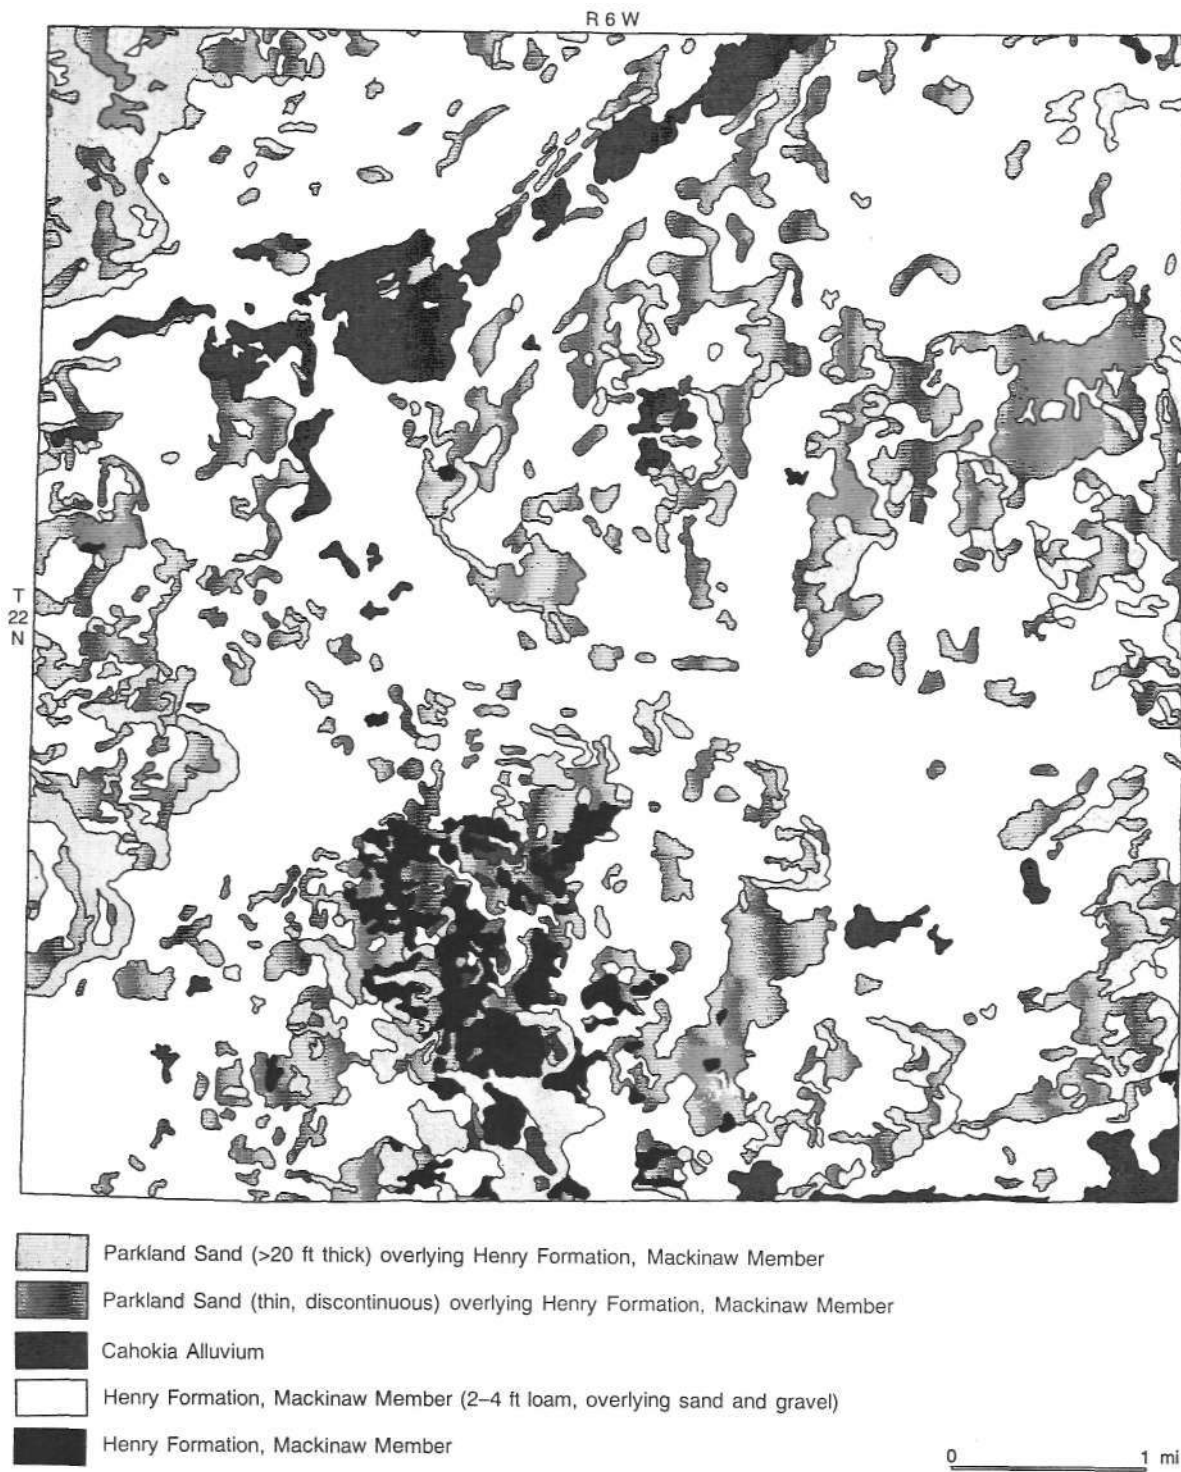 R 6 W
T
22
N
Parkland Sand (>20 ft thick) overlying Henry Formation, Mackinaw Member
Parkland Sand (thin, discontinuous) overlying Henry Formation, Mackinaw Member
Cahokia Alluvium
Henry Formation, Mackinaw Member (2–4 ft loam, overlying sand and gravel)
Henry Formation, Mackinaw Member
0 1 mi